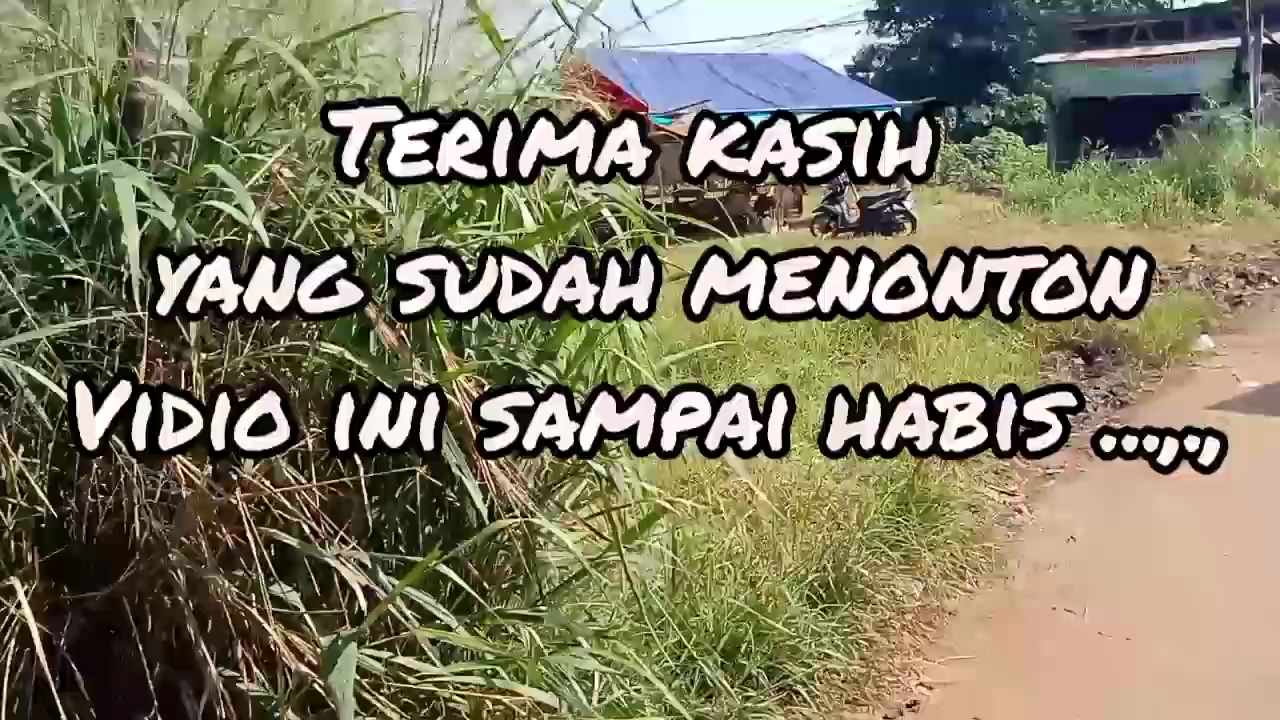 Terima kasih
yang sudah menonton
Vidio ini sampai habis ...,.,